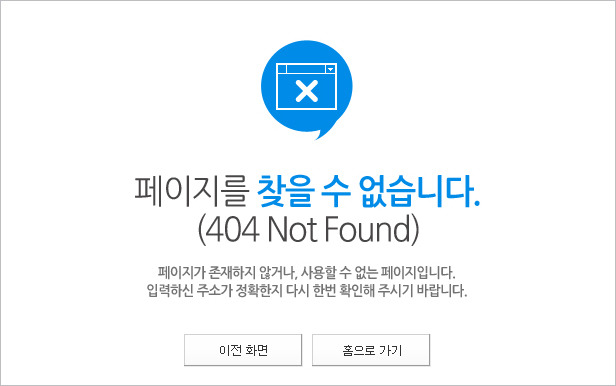 페이지를 찾을 수 없습니다.
(404 Not Found)
페이지가 존재하지 않거나, 사용할 수 없는 페이지입니다.
입력하신 주소가 정확한지 다시 한번 확인해 주시기 바랍니다.
이전 화면
홈으로 가기